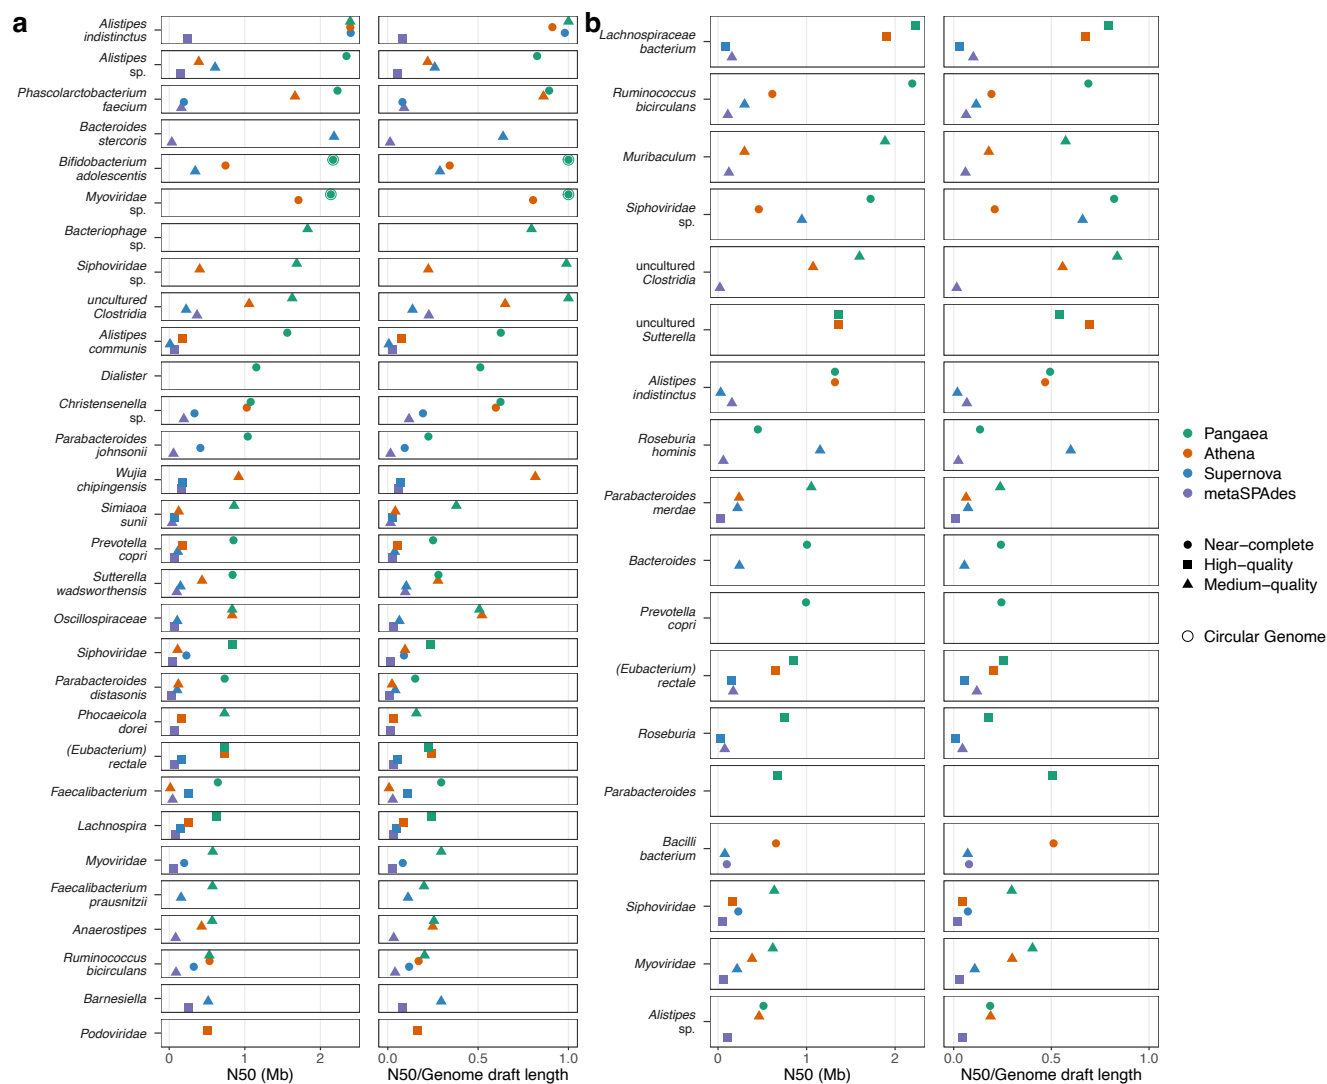 a
Alistipes
indistinctus
Alistipes
sp.
Phascolarctobacterium
faecium
Bacteroides
stercoris
Bifidobacterium
adolescentis
Myoviridae
sp.
Bacteriophage
sp.
Siphoviridae
sp.
uncultured
Clostridia
Alistipes
communis
Dialister
Christensenella
sp.
Parabacteroides
johnsonii
Wujia
chipingensis
Simiaoa
sunii
Prevotella
copri
Sutterella
wadsworthensis
Oscillospiraceae
Siphoviridae
Parabacteroides
distasonis
Phocaeicola
dorei
(Eubacterium)
rectale
Faecalibacterium
Lachnospira
Myoviridae
Faecalibacterium
prausnitzii
Anaerostipes
Ruminococcus
bicirculans
Barnesiella
Podoviridae
0 1 2
N50 (Mb)
0.0 0.5 1.0
N50/Genome draft length
b
Lachnospiraceae
bacterium
Ruminococcus
bicirculans
Muribaculum
Siphoviridae
sp.
uncultured
Clostridia
uncultured
Sutterella
Alistipes
indistinctus
Roseburia
hominis
Parabacteroides
merdae
Bacteroides
Prevotella
copri
(Eubacterium)
rectale
Roseburia
Parabacteroides
Bacilli
bacterium
Siphoviridae
Myoviridae
Alistipes
sp.
0 1 2
N50 (Mb)
0.0 0.5 1.0
N50/Genome draft length
Pangaea
Athena
Supernova
metaSPAdes
Near−complete
High−quality
Medium−quality
Circular Genome